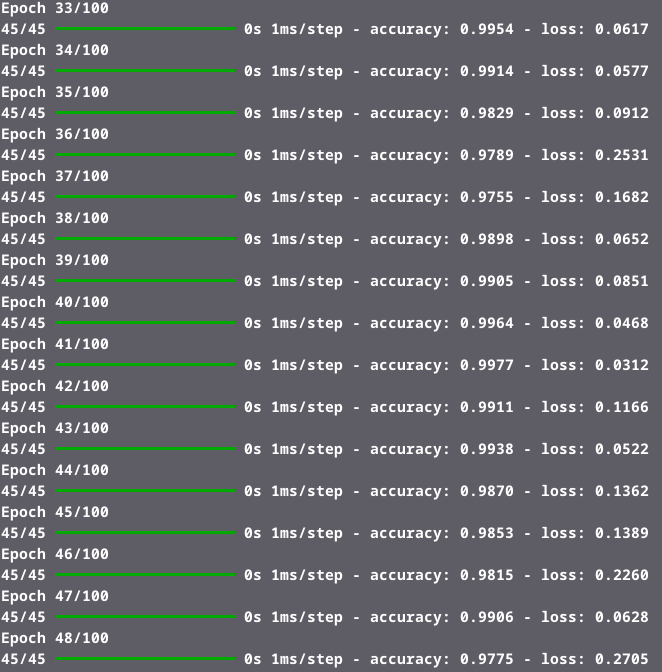 Epoch 33/100
45/45 ━━━━━━━━━━━━━━━━━━━━ 0s 1ms/step - accuracy: 0.9954 - loss: 0.0617
Epoch 34/100
45/45 ━━━━━━━━━━━━━━━━━━━━ 0s 1ms/step - accuracy: 0.9914 - loss: 0.0577
Epoch 35/100
45/45 ━━━━━━━━━━━━━━━━━━━━ 0s 1ms/step - accuracy: 0.9829 - loss: 0.0912
Epoch 36/100
45/45 ━━━━━━━━━━━━━━━━━━━━ 0s 1ms/step - accuracy: 0.9789 - loss: 0.2531
Epoch 37/100
45/45 ━━━━━━━━━━━━━━━━━━━━ 0s 1ms/step - accuracy: 0.9755 - loss: 0.1682
Epoch 38/100
45/45 ━━━━━━━━━━━━━━━━━━━━ 0s 1ms/step - accuracy: 0.9898 - loss: 0.0652
Epoch 39/100
45/45 ━━━━━━━━━━━━━━━━━━━━ 0s 1ms/step - accuracy: 0.9905 - loss: 0.0851
Epoch 40/100
45/45 ━━━━━━━━━━━━━━━━━━━━ 0s 1ms/step - accuracy: 0.9964 - loss: 0.0468
Epoch 41/100
45/45 ━━━━━━━━━━━━━━━━━━━━ 0s 1ms/step - accuracy: 0.9977 - loss: 0.0312
Epoch 42/100
45/45 ━━━━━━━━━━━━━━━━━━━━ 0s 1ms/step - accuracy: 0.9911 - loss: 0.1166
Epoch 43/100
45/45 ━━━━━━━━━━━━━━━━━━━━ 0s 1ms/step - accuracy: 0.9938 - loss: 0.0522
Epoch 44/100
45/45 ━━━━━━━━━━━━━━━━━━━━ 0s 1ms/step - accuracy: 0.9870 - loss: 0.1362
Epoch 45/100
45/45 ━━━━━━━━━━━━━━━━━━━━ 0s 1ms/step - accuracy: 0.9853 - loss: 0.1389
Epoch 46/100
45/45 ━━━━━━━━━━━━━━━━━━━━ 0s 1ms/step - accuracy: 0.9815 - loss: 0.2260
Epoch 47/100
45/45 ━━━━━━━━━━━━━━━━━━━━ 0s 1ms/step - accuracy: 0.9906 - loss: 0.0628
Epoch 48/100
45/45 ━━━━━━━━━━━━━━━━━━━━ 0s 1ms/step - accuracy: 0.9775 - loss: 0.2705